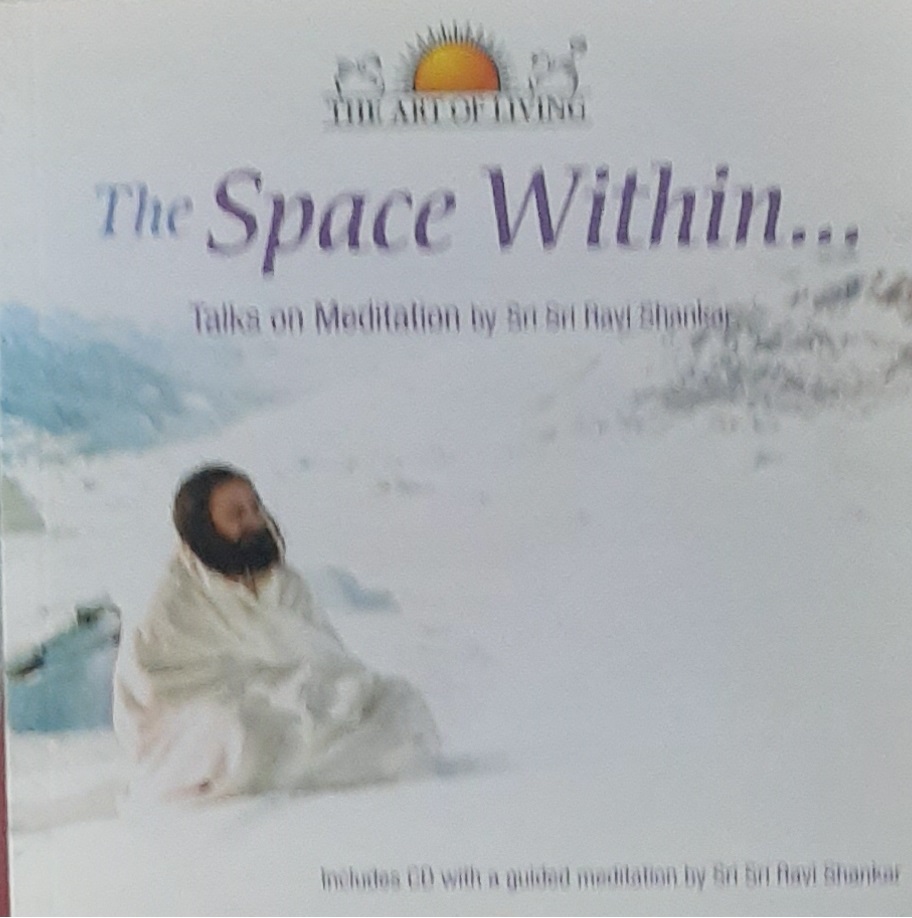 THE ART OF LIVING
The Space Within...
Talks on Meditation by Sri Sri Ravi Shankar
Includes CD with a guided meditation by Sri Sri Ravi Shankar